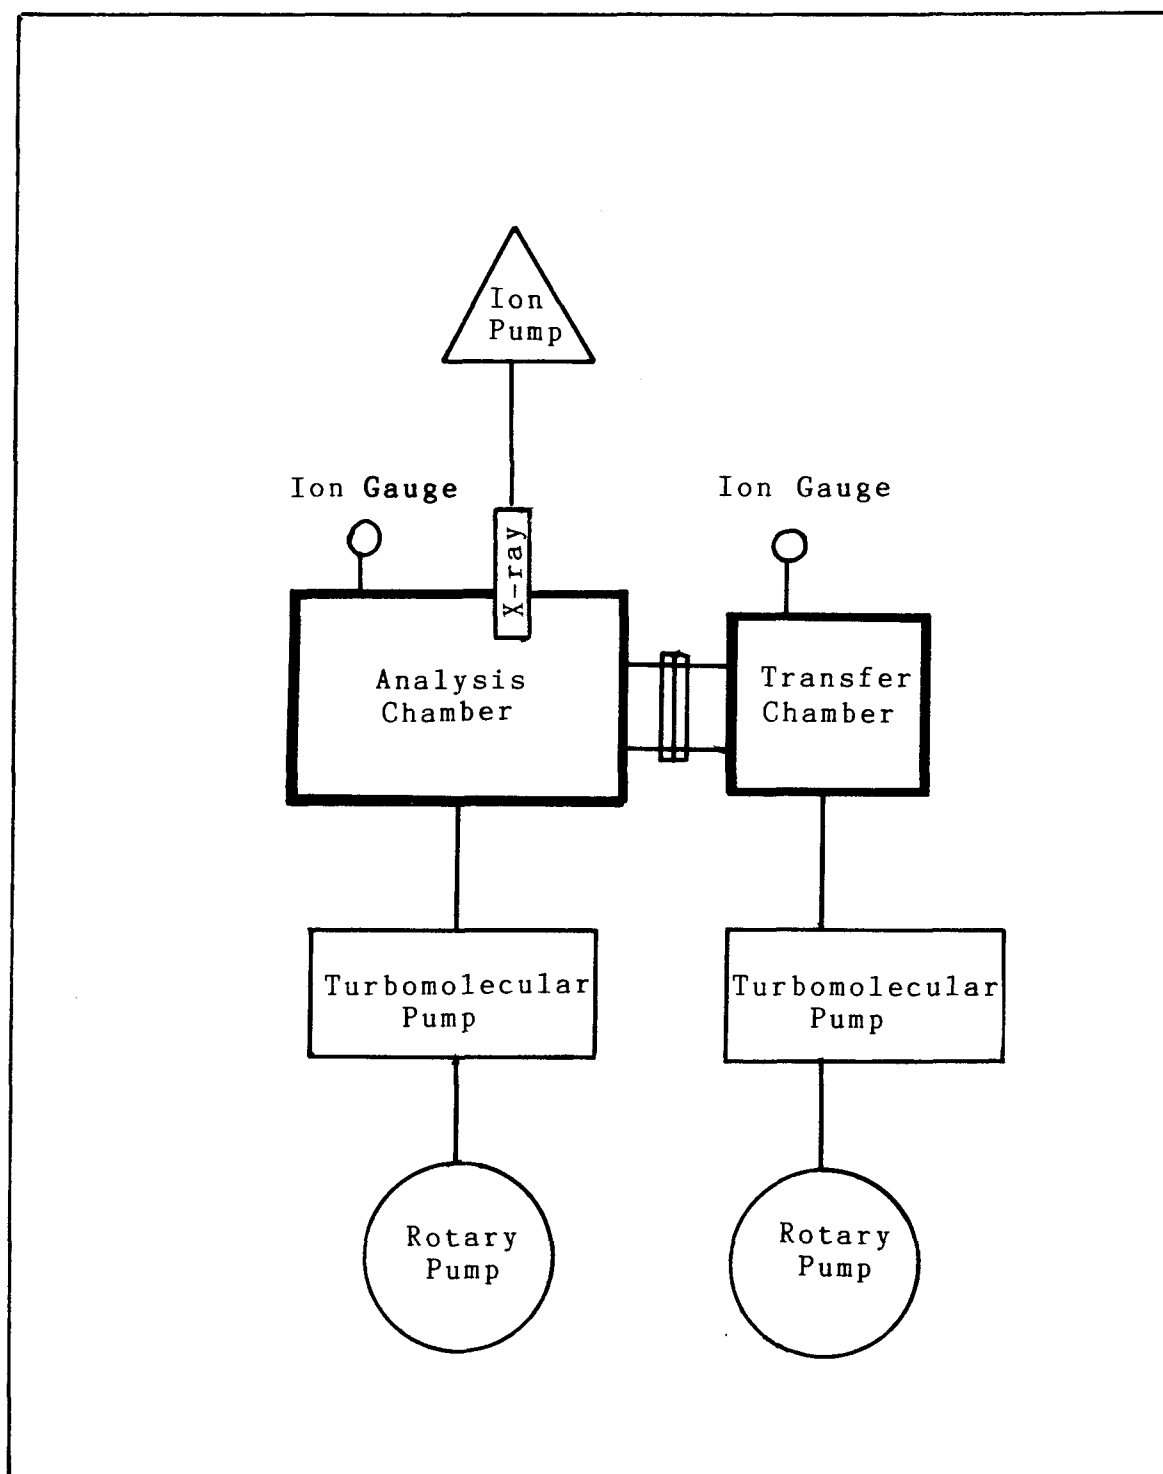 Ion
Pump
Ion Gauge
Ion Gauge
X-ray
Analysis
Chamber
Transfer
Chamber
Turbomolecular
Pump
Turbomolecular
Pump
Rotary
Pump
Rotary
Pump